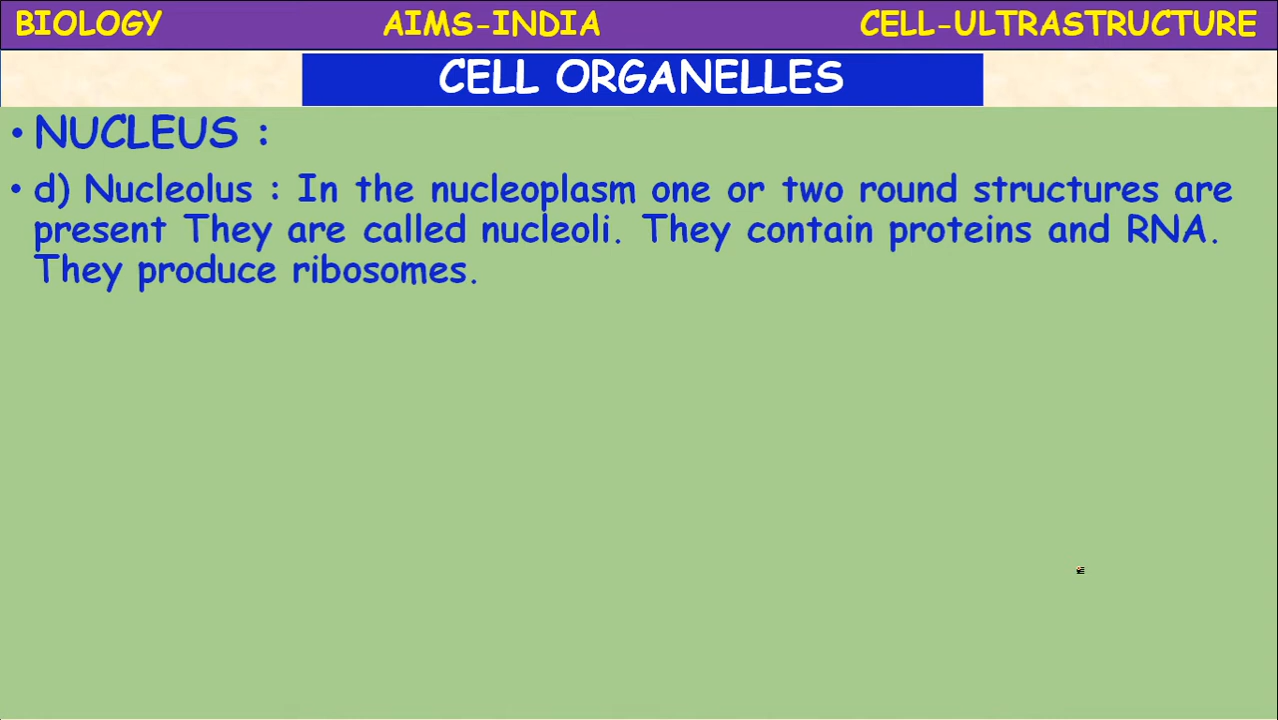 BIOLOGY AIMS-INDIA CELL-ULTRASTRUCTURE
CELL ORGANELLES
• NUCLEUS :
• d) Nucleolus : In the nucleoplasm one or two round structures are
present They are called nucleoli. They contain proteins and RNA.
They produce ribosomes.